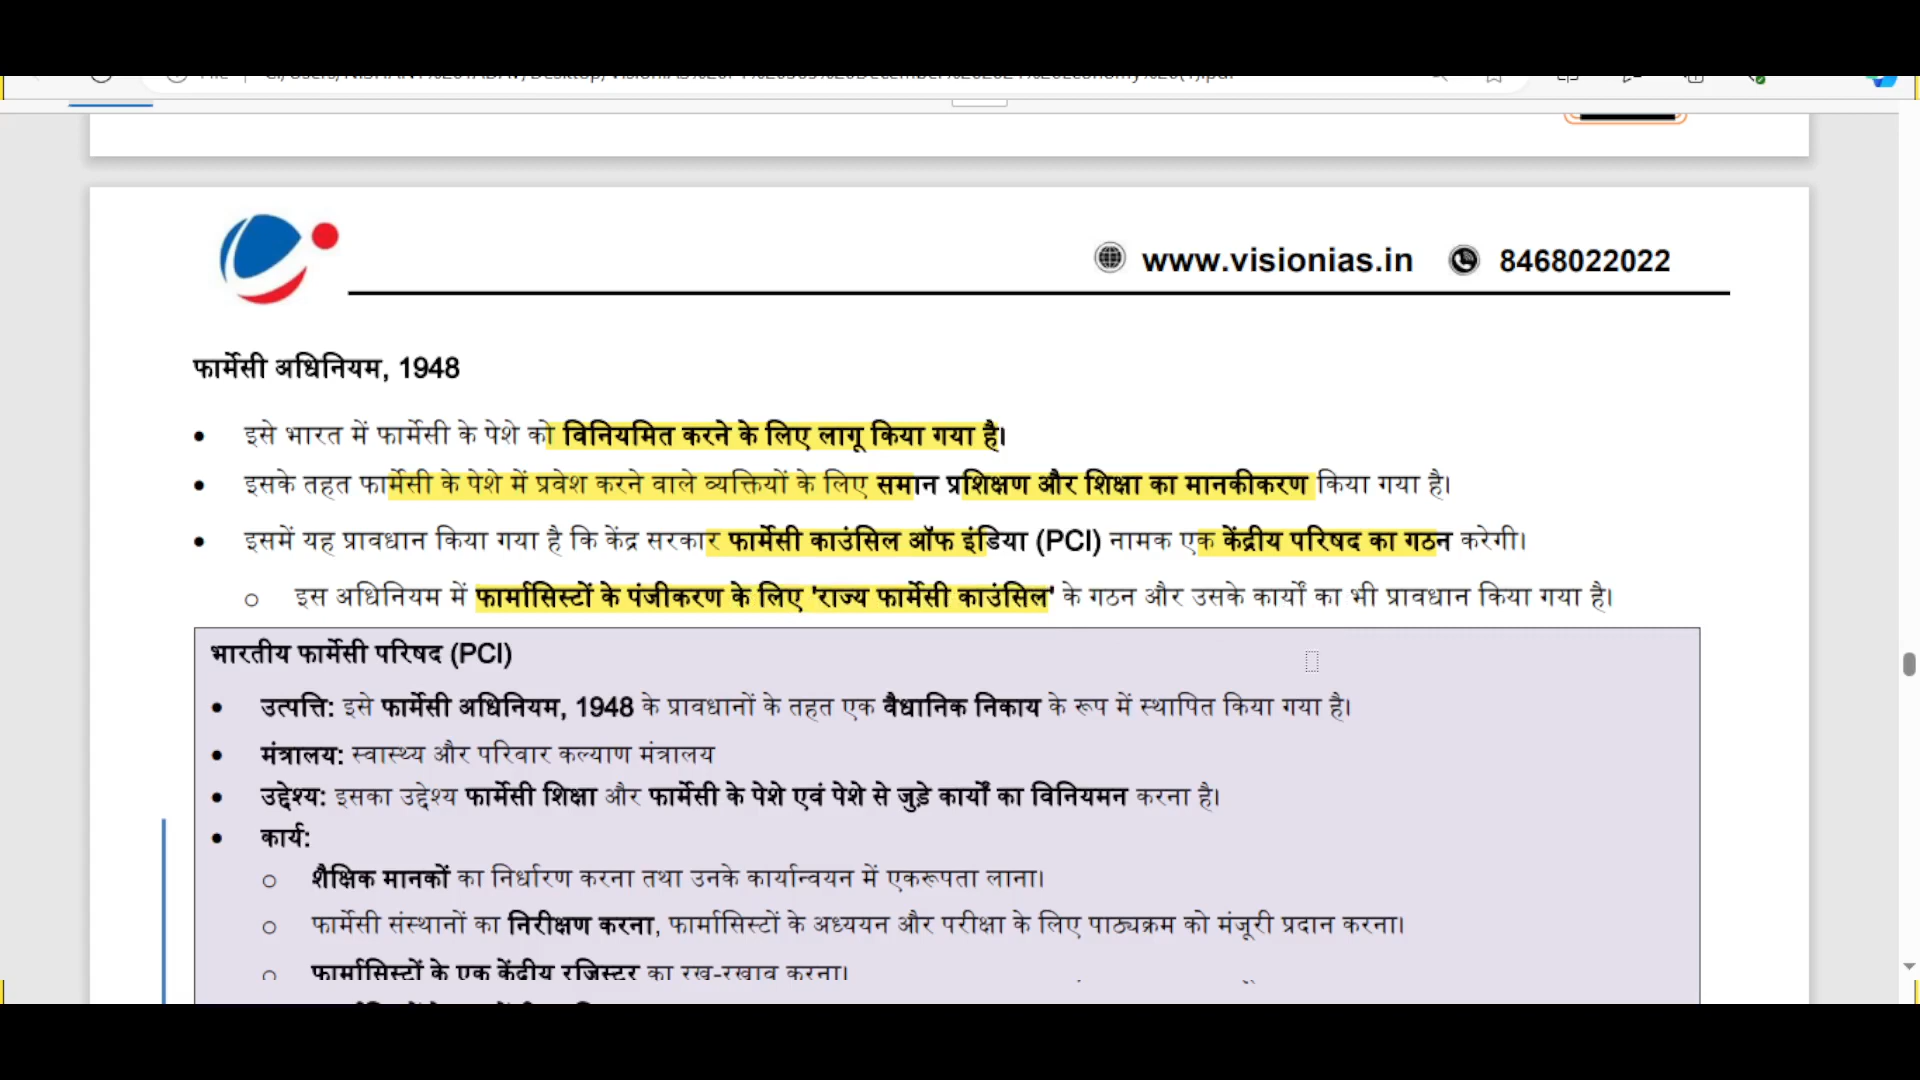 www.visionias.in 8468022022
फार्मेसी अधिनियम, 1948
• इसे भारत में फार्मेसी के पेशे को विनियमित करने के लिए लागू किया गया है।
• इसके तहत फार्मेसी के पेशे में प्रवेश करने वाले व्यक्तियों के लिए समान प्रशिक्षण और शिक्षा का मानकीकरण किया गया है।
• इसमें यह प्रावधान किया गया है कि केंद्र सरकार फार्मेसी काउंसिल ऑफ इंडिया (PCI) नामक एक केंद्रीय परिषद का गठन करेगी।
o इस अधिनियम में फार्मासिस्टों के पंजीकरण के लिए 'राज्य फार्मेसी काउंसिल' के गठन और उसके कार्यों का भी प्रावधान किया गया है।
भारतीय फार्मेसी परिषद (PCI)
• उत्पत्ति: इसे फार्मेसी अधिनियम, 1948 के प्रावधानों के तहत एक वैधानिक निकाय के रूप में स्थापित किया गया है।
• मंत्रालय: स्वास्थ्य और परिवार कल्याण मंत्रालय
• उद्देश्य: इसका उद्देश्य फार्मेसी शिक्षा और फार्मेसी के पेशे एवं पेशे से जुड़े कार्यों का विनियमन करना है।
• कार्य:
o शैक्षिक मानकों का निर्धारण करना तथा उनके कार्यान्वयन में एकरूपता लाना।
o फार्मेसी संस्थानों का निरीक्षण करना, फार्मासिस्टों के अध्ययन और परीक्षा के लिए पाठ्यक्रम को मंजूरी प्रदान करना।
o फार्मासिस्टों के एक केंद्रीय रजिस्टर का रख-रखाव करना।